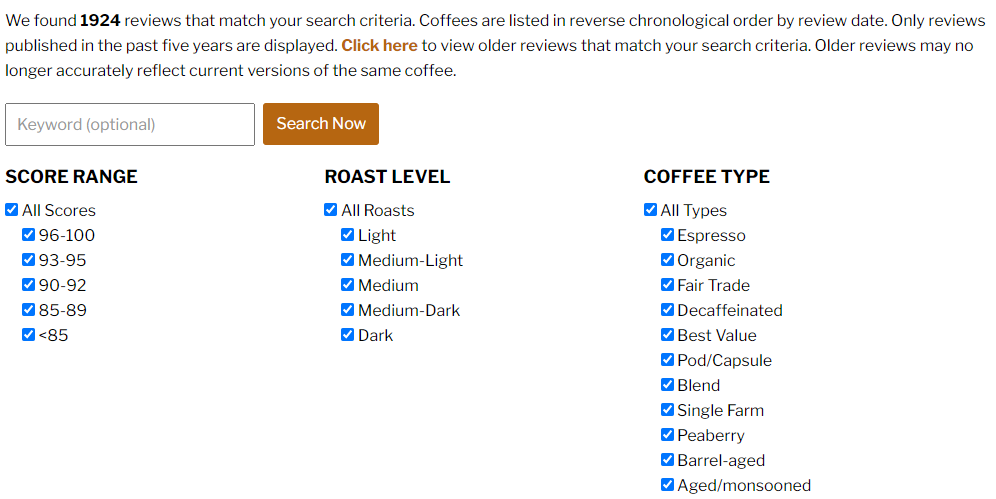 We found 1924 reviews that match your search criteria. Coffees are listed in reverse chronological order by review date. Only reviews
published in the past five years are displayed. Click here to view older reviews that match your search criteria. Older reviews may no
longer accurately reflect current versions of the same coffee.
Keyword (optional)
Search Now
SCORE RANGE
All Scores
96-100
93-95
90-92
85-89
<85
ROAST LEVEL
All Roasts
Light
Medium-Light
Medium
Medium-Dark
Dark
COFFEE TYPE
All Types
Espresso
Organic
Fair Trade
Decaffeinated
Best Value
Pod/Capsule
Blend
Single Farm
Peaberry
Barrel-aged
Aged/monsooned